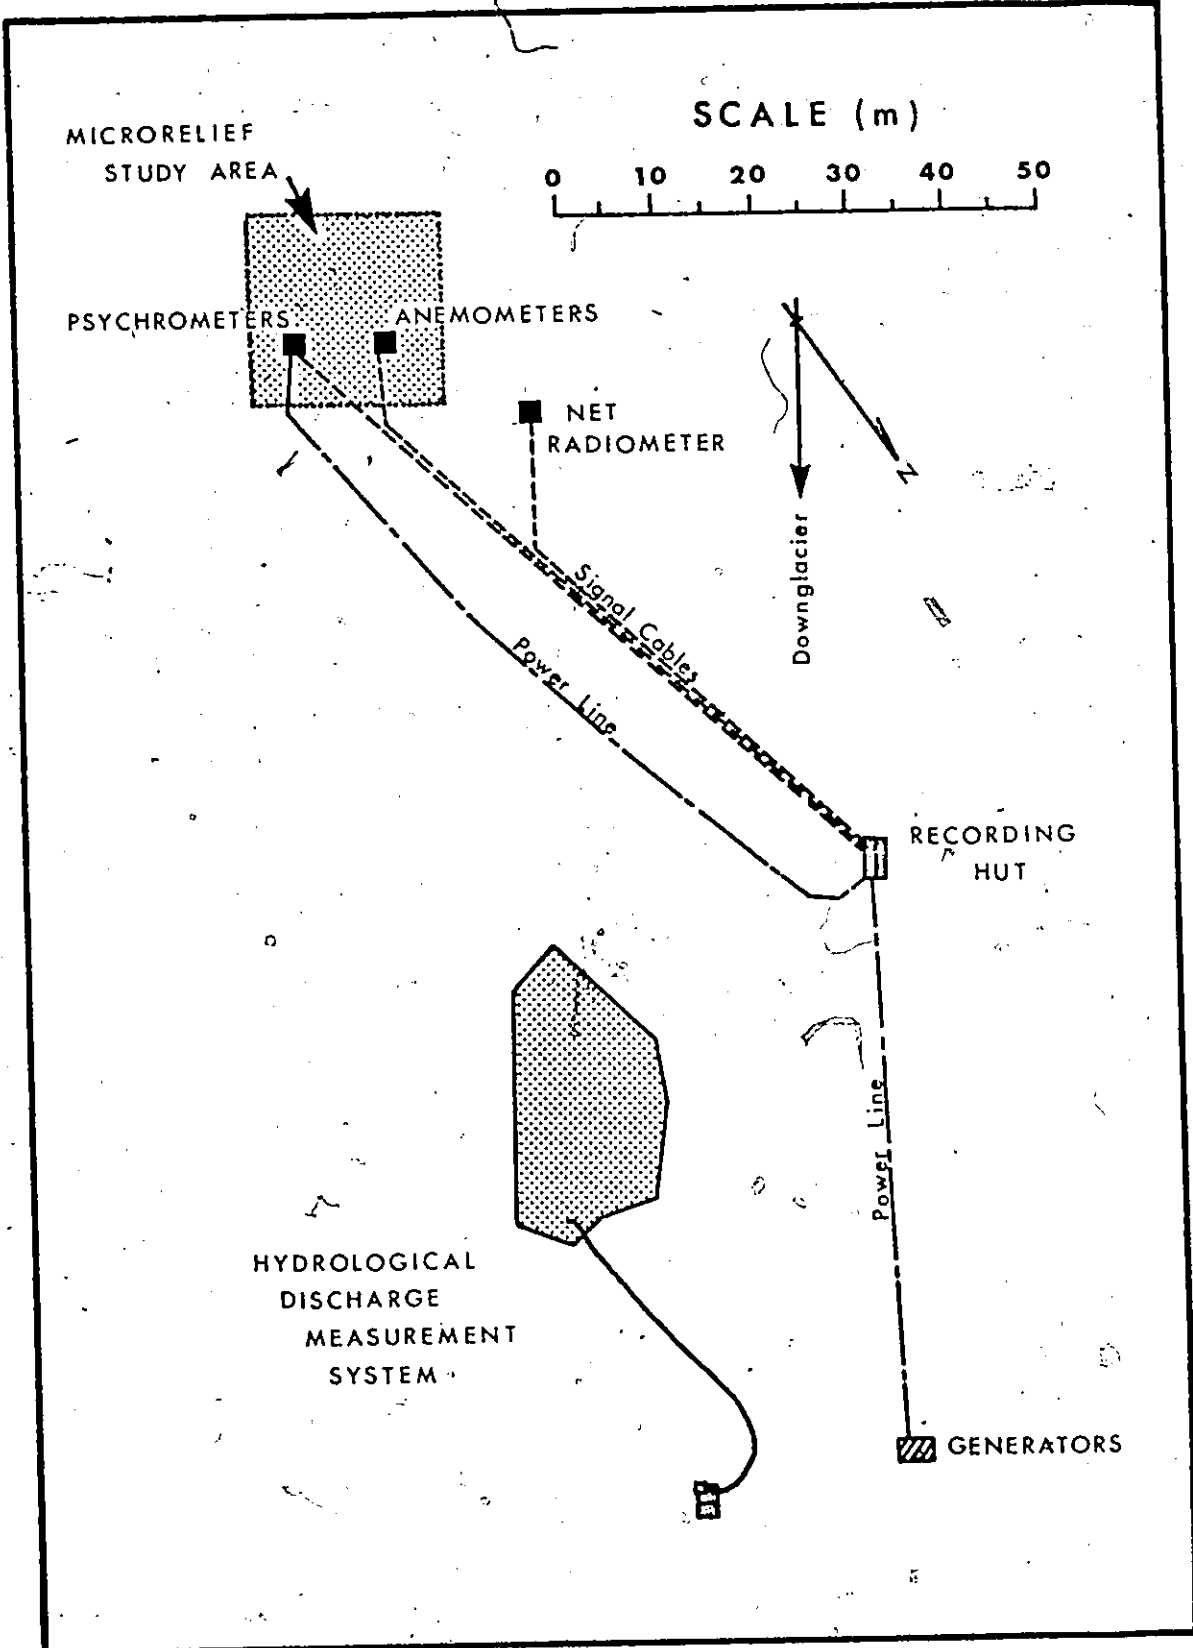 SCALE (m)
0 10 20 30 40 50
MICRORELIEF
STUDY AREA
PSYCHROMETERS
ANEMOMETERS
NET
RADIOMETER
N
Downglacier
Signal Cables
Power Line
RECORDING
HUT
Power Line
HYDROLOGICAL
DISCHARGE
MEASUREMENT
SYSTEM
GENERATORS